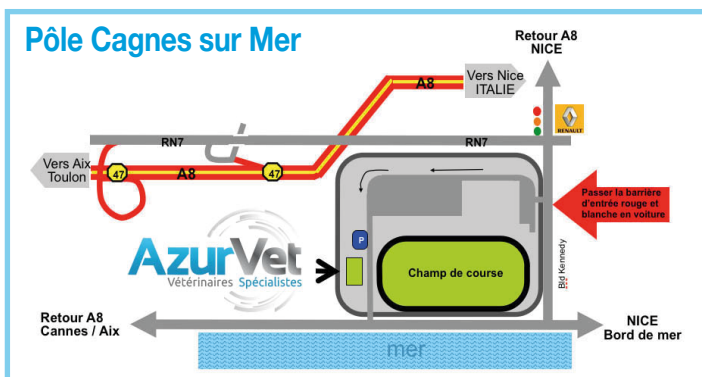 Pôle Cagnes sur Mer
Retour A8
NICE
Vers Nice
ITALIE
A8
RENAULT
RN7
RN7
Vers Aix
Toulon
47
A8
47
Passer la barrière
d'entrée rouge et
blanche en voiture
P
AzurVet
Vétérinaires Spécialistes
Champ de course
Bld Kennedy
Retour A8
Cannes / Aix
NICE
Bord de mer
mer